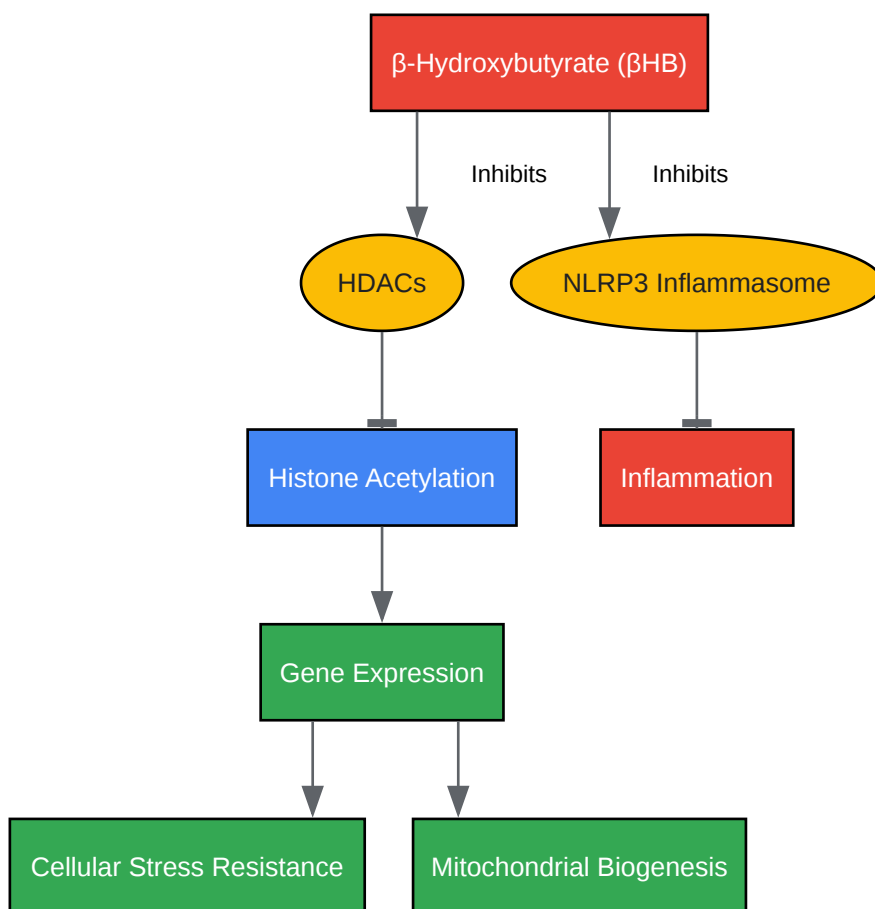 β-Hydroxybutyrate (βHB)
Inhibits
Inhibits
HDACs
NLRP3 Inflammasome
Histone Acetylation
Inflammation
Gene Expression
Cellular Stress Resistance
Mitochondrial Biogenesis